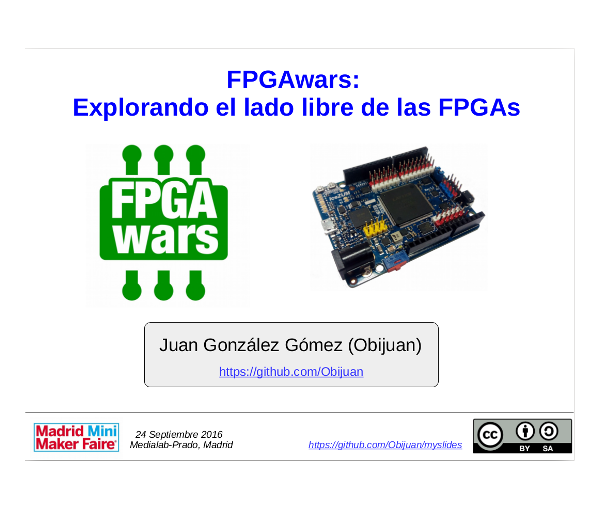 FPGAwars:
Explorando el lado libre de las FPGAs
FPGA
wars
Juan González Gómez (Obijuan)
https://github.com/Obijuan
Madrid Mini
Maker Faire
24 Septiembre 2016
Medialab-Prado, Madrid
https://github.com/Obijuan/myslides
cc
BY SA